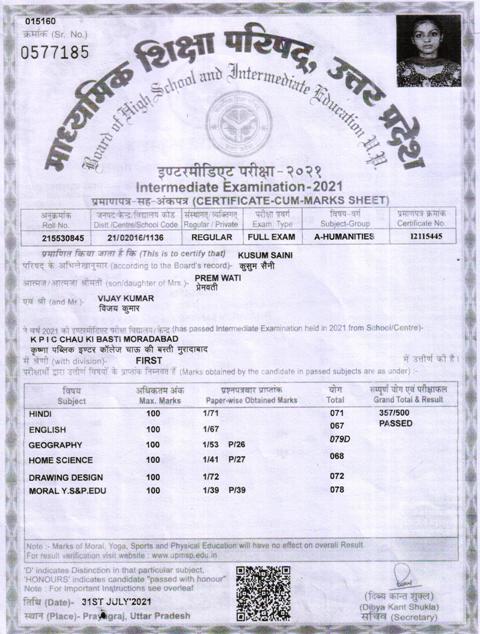 015160
क्रमांक (Sr. No.)
0577185
माध्यमिक शिक्षा परिषद, उत्तर प्रदेश
Board of High School and Intermediate Education U.P.
इण्टरमीडिएट परीक्षा-२०२१
Intermediate Examination-2021
प्रमाणपत्र-सह-अंकपत्र (CERTIFICATE-CUM-MARKS SHEET)
अनुक्रमांक जनपद/केन्द्र/विद्यालय कोड संस्थागत/व्यक्तिगत परीक्षा प्रवर्ग विषय-वर्ग प्रमाणपत्र क्रमांक
Roll No. Distt./Centre/School Code Regular / Private Exam. Type Subject-Group Certificate No.
215530845 21/02016/1136 REGULAR FULL EXAM A-HUMANITIES 12115445
प्रमाणित किया जाता है कि (This is to certify that) KUSUM SAINI
परिषद के अभिलेखानुसार (according to the Board's record)- कुसुम सैनी
आत्मज/आत्मजा श्रीमती (son/daughter of Mrs.)- PREM WATI
प्रेमवती
एवं श्री (and Mr.)- VIJAY KUMAR
विजय कुमार
ने वर्ष 2021 की इण्टरमीडिएट परीक्षा विद्यालय/केन्द्र (has passed Intermediate Examination held in 2021 from School/Centre)-
K P I C CHAU KI BASTI MORADABAD
कृष्णा पब्लिक इण्टर कॉलेज चाऊ की बस्ती मुरादाबाद
में श्रेणी (with division)- FIRST में उत्तीर्ण की है।
परीक्षार्थी द्वारा उत्तीर्ण विषयों के प्राप्तांक निम्नवत हैं (Marks obtained by the candidate in passed subjects are as under) :-
विषय अधिकतम अंक प्रश्नपत्रवार प्राप्तांक योग सम्पूर्ण योग एवं परीक्षाफल
Subject Max. Marks Paper-wise Obtained Marks Total Grand Total & Result
HINDI 100 1/71 071 357/500
ENGLISH 100 1/67 067 PASSED
GEOGRAPHY 100 1/53 P/26 079D
HOME SCIENCE 100 1/41 P/27 068
DRAWING DESIGN 100 1/72 072
MORAL Y.S&P.EDU 100 1/39 P/39 078
Note :- Marks of Moral, Yoga, Sports and Physical Education will have no effect on overall Result.
For result verification visit website : www.upmsp.edu.in
'D' indicates Distinction in that particular subject,
'HONOURS' indicates candidate "passed with honour"
Note : For Important Instructions see overleaf
तिथि (Date)- 31ST JULY'2021
स्थान (Place)- Prayagraj, Uttar Pradesh
(दिव्य कान्त शुक्ल)
(Dibya Kant Shukla)
सचिव (Secretary)